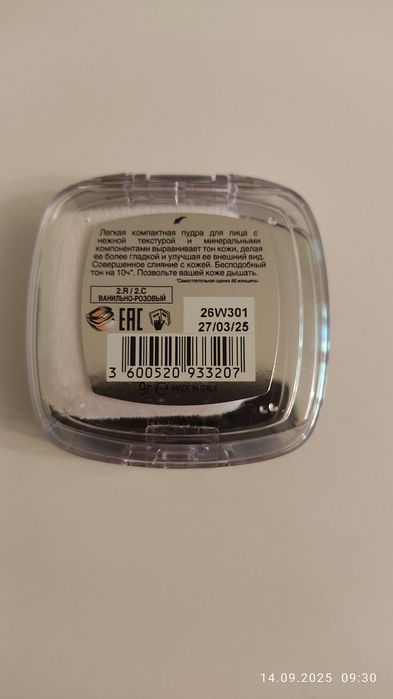 Легкая компактная пудра для лица с
нежной текстурой и минеральными
компонентами выравнивает тон кожи, делая
ее более гладкой и улучшая ее внешний вид.
Совершенное слияние с кожей. Бесподобный
тон на 10ч*. Позвольте вашей коже дышать.
*Самостоятельная оценка 66 женщин
2.R / 2.C
ВАНИЛЬНО-РОЗОВЫЙ
EAC
26W301
27/03/25
3 600520 933207
9г e MADE IN ITALY
14.09.2025 09:30